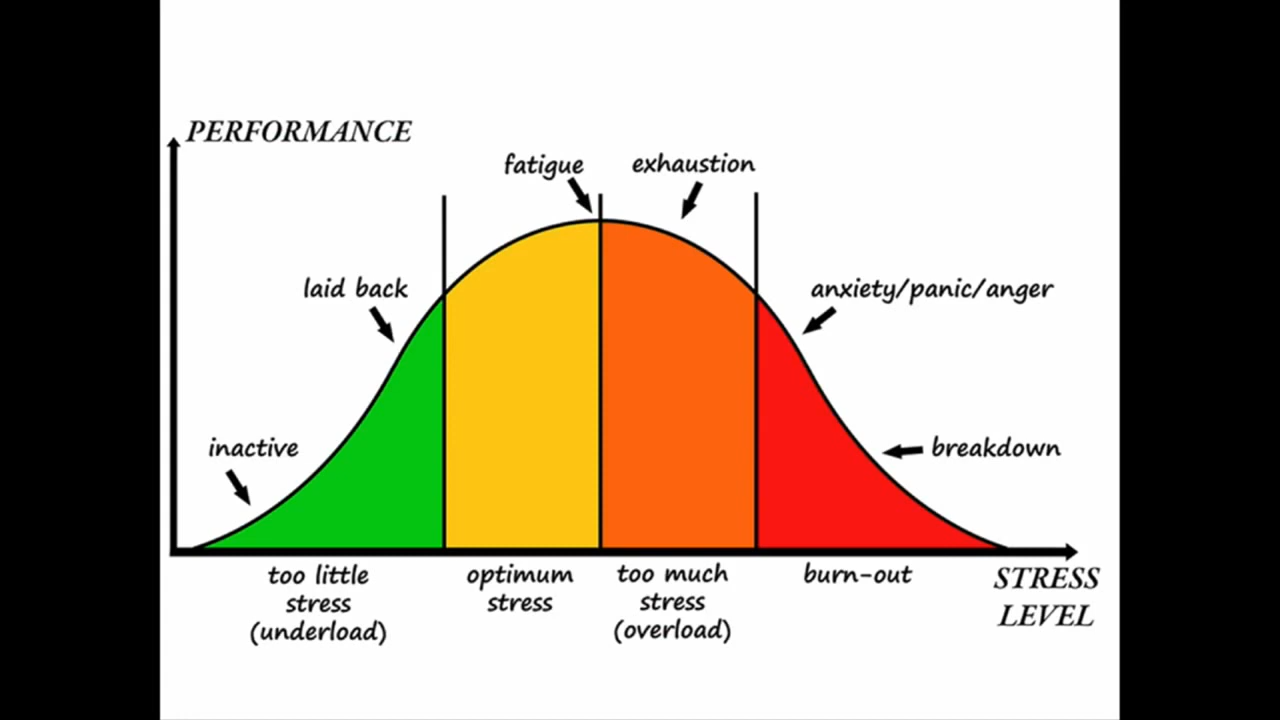 PERFORMANCE
fatigue
exhaustion
laid back
anxiety/panic/anger
inactive
breakdown
too little
stress
(underload)
optimum
stress
too much
stress
(overload)
burn-out
STRESS
LEVEL